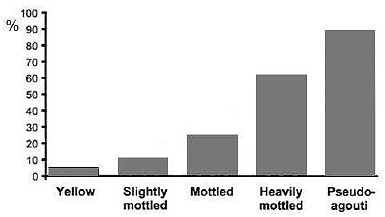 %
100
90
80
70
60
50
40
30
20
10
0
Yellow
Slightly
mottled
Mottled
Heavily
mottled
Pseudo-
agouti